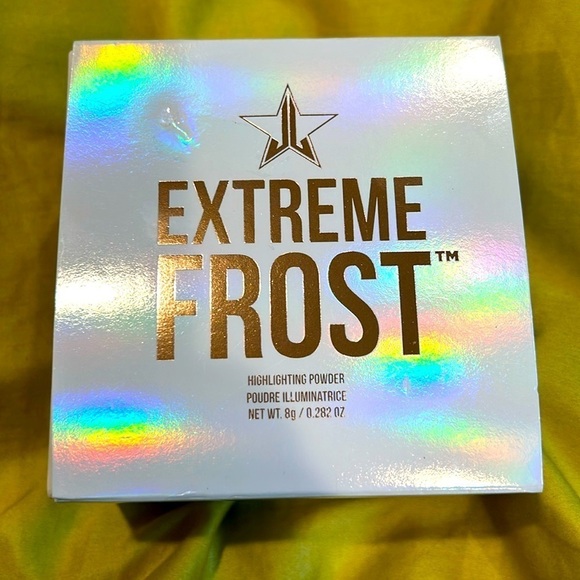 EXTREME
FROST™
HIGHLIGHTING POWDER
POUDRE ILLUMINATRICE
NET WT. 8g / 0.282 OZ